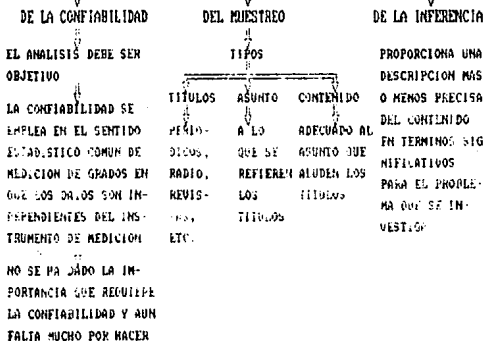 DE LA CONFIABILIDAD
EL ANALISIS DEBE SER
OBJETIVO
LA CONFIABILIDAD SE
EMPLEA EN EL SENTIDO
ESTADISTICO COMUN DE
MEDICION DE GRADOS EN
QUE LOS DATOS SON IN-
DEPENDIENTES DEL INS-
TRUMENTO DE MEDICION
NO SE HA DADO LA IM-
PORTANCIA QUE REQUIERE
LA CONFIABILIDAD Y AUN
FALTA MUCHO POR HACER
DEL MUESTREO
TIPOS
TITULOS
PERIO-
DICOS,
RADIO,
REVIS-
TAS,
ETC.
ASUNTO
A LO
QUE SE
REFIEREN
LOS
TITULOS
CONTENIDO
ADECUADO AL
ASUNTO QUE
ALUDEN LOS
TITULOS
DE LA INFERENCIA
PROPORCIONA UNA
DESCRIPCION MAS
O MENOS PRECISA
DEL CONTENIDO
EN TERMINOS SIG
NIFICATIVOS
PARA EL PROBLE-
MA QUE SE IN-
VESTIGA